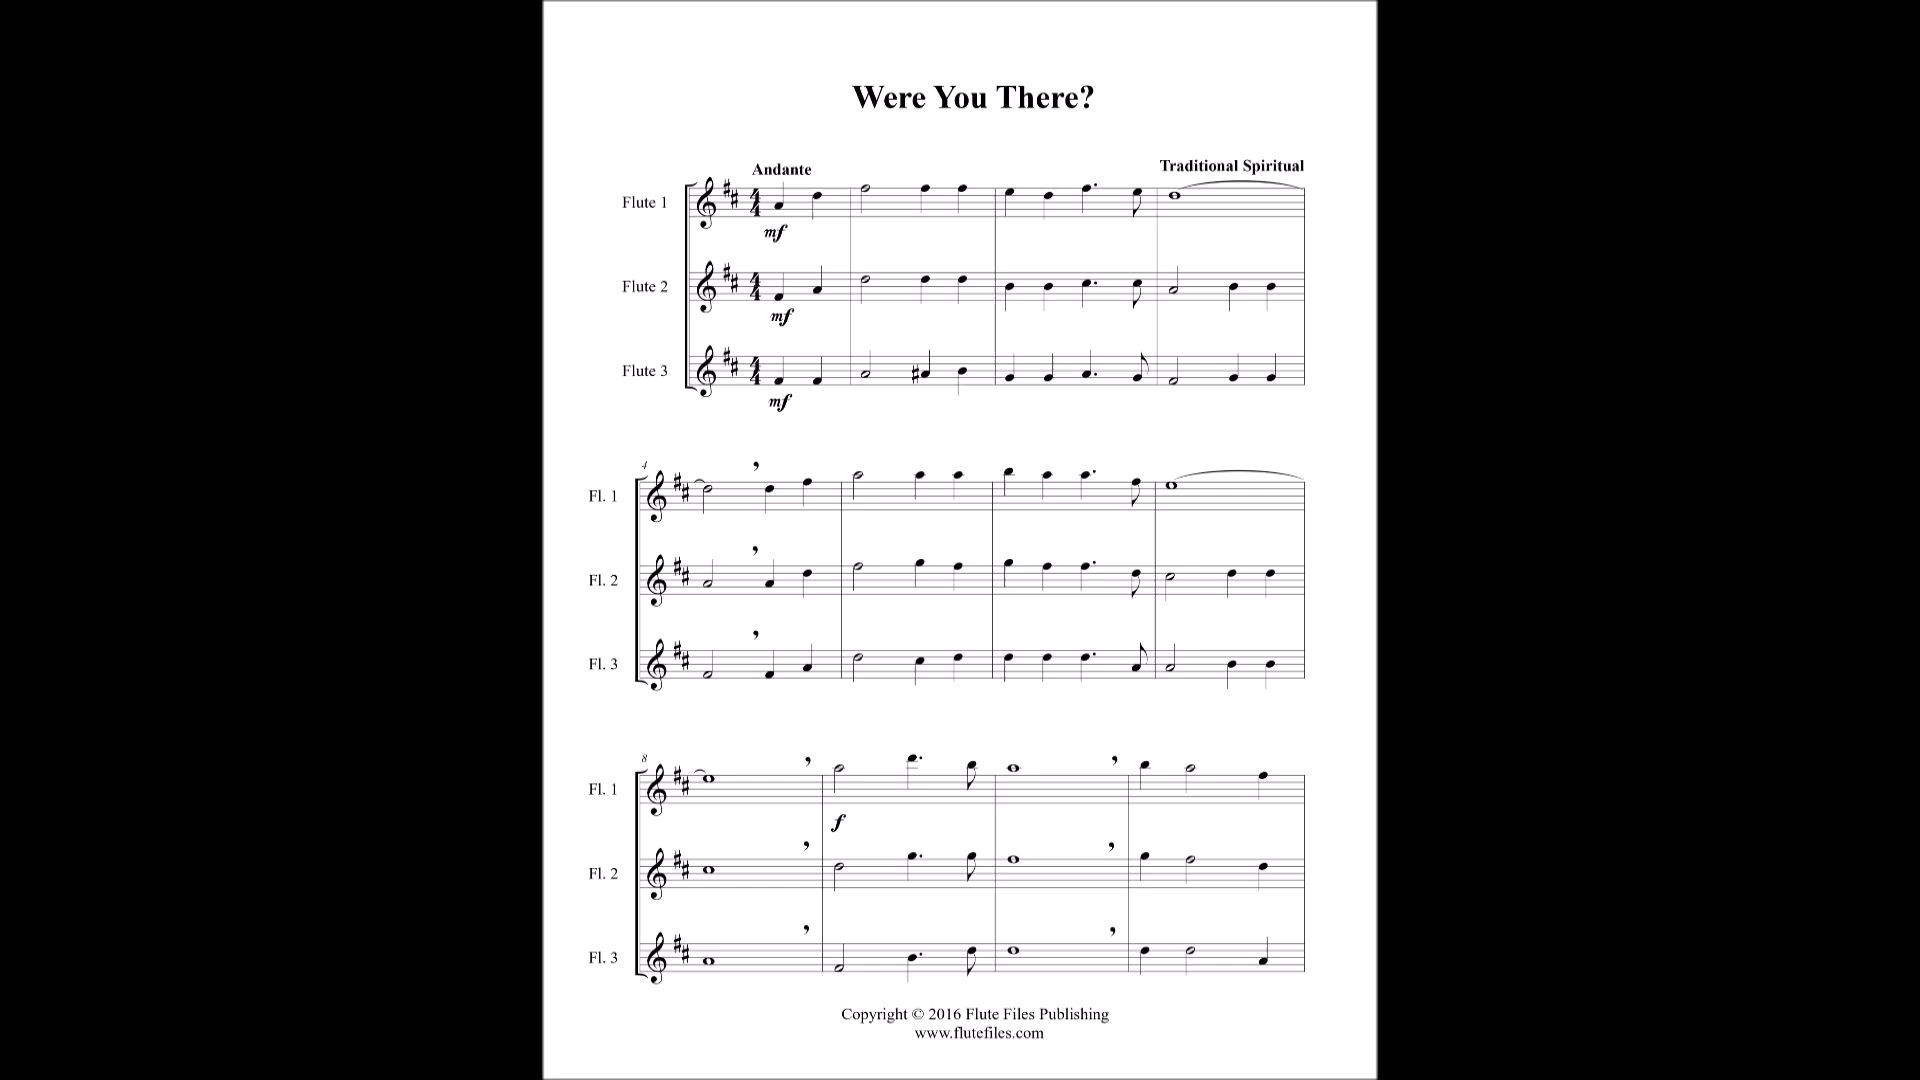 Were You There?
Andante
Traditional Spiritual
Flute 1
mf
Flute 2
mf
Flute 3
mf
4
Fl. 1
Fl. 2
Fl. 3
8
Fl. 1
f
Fl. 2
Fl. 3
Copyright © 2016 Flute Files Publishing
www.flutefiles.com